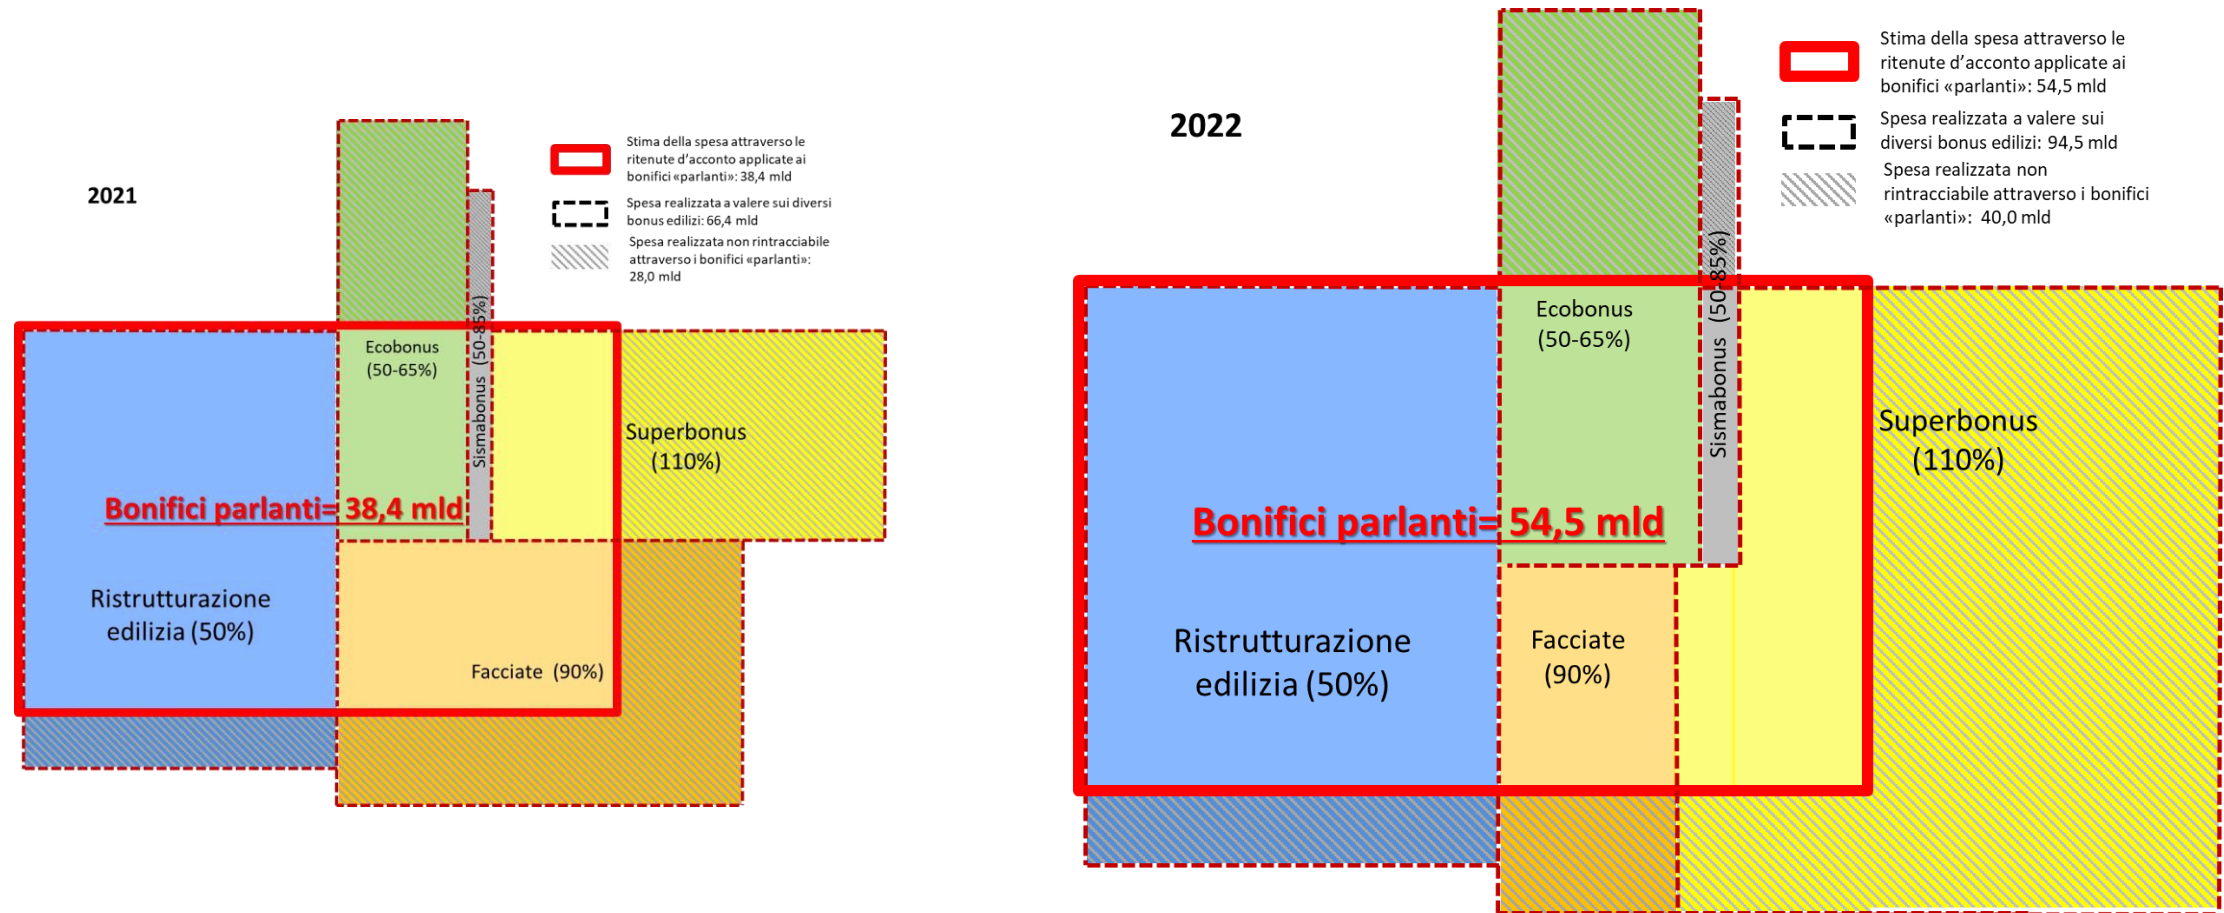 2021
Stima della spesa attraverso le
ritenute d'acconto applicate ai
bonifici «parlanti»: 38,4 mld
Spesa realizzata a valere sui diversi
bonus edilizi: 66,4 mld
Spesa realizzata non rintracciabile
attraverso i bonifici «parlanti»:
28,0 mld
Ecobonus
(50-65%)
Sismabonus (50-85%)
Superbonus
(110%)
Bonifici parlanti= 38,4 mld
Ristrutturazione
edilizia (50%)
Facciate (90%)
2022
Stima della spesa attraverso le
ritenute d'acconto applicate ai
bonifici «parlanti»: 54,5 mld
Spesa realizzata a valere sui
diversi bonus edilizi: 94,5 mld
Spesa realizzata non
rintracciabile attraverso i bonifici
«parlanti»: 40,0 mld
Ecobonus
(50-65%)
Sismabonus (50-85%)
Superbonus
(110%)
Bonifici parlanti= 54,5 mld
Ristrutturazione
edilizia (50%)
Facciate
(90%)